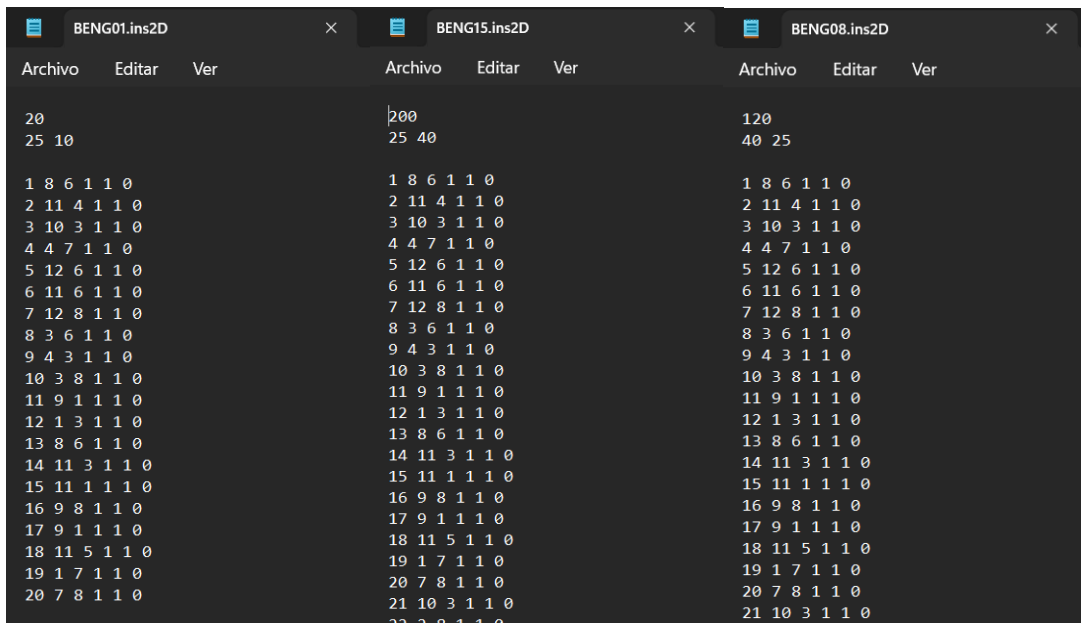 BENG01.ins2D
Archivo Editar Ver
20
25 10
1 8 6 1 1 0
2 11 4 1 1 0
3 10 3 1 1 0
4 4 7 1 1 0
5 12 6 1 1 0
6 11 6 1 1 0
7 12 8 1 1 0
8 3 6 1 1 0
9 4 3 1 1 0
10 3 8 1 1 0
11 9 1 1 1 0
12 1 3 1 1 0
13 8 6 1 1 0
14 11 3 1 1 0
15 11 1 1 1 0
16 9 8 1 1 0
17 9 1 1 1 0
18 11 5 1 1 0
19 1 7 1 1 0
20 7 8 1 1 0
BENG15.ins2D
Archivo Editar Ver
200
25 40
1 8 6 1 1 0
2 11 4 1 1 0
3 10 3 1 1 0
4 4 7 1 1 0
5 12 6 1 1 0
6 11 6 1 1 0
7 12 8 1 1 0
8 3 6 1 1 0
9 4 3 1 1 0
10 3 8 1 1 0
11 9 1 1 1 0
12 1 3 1 1 0
13 8 6 1 1 0
14 11 3 1 1 0
15 11 1 1 1 0
16 9 8 1 1 0
17 9 1 1 1 0
18 11 5 1 1 0
19 1 7 1 1 0
20 7 8 1 1 0
21 10 3 1 1 0
BENG08.ins2D
Archivo Editar Ver
120
40 25
1 8 6 1 1 0
2 11 4 1 1 0
3 10 3 1 1 0
4 4 7 1 1 0
5 12 6 1 1 0
6 11 6 1 1 0
7 12 8 1 1 0
8 3 6 1 1 0
9 4 3 1 1 0
10 3 8 1 1 0
11 9 1 1 1 0
12 1 3 1 1 0
13 8 6 1 1 0
14 11 3 1 1 0
15 11 1 1 1 0
16 9 8 1 1 0
17 9 1 1 1 0
18 11 5 1 1 0
19 1 7 1 1 0
20 7 8 1 1 0
21 10 3 1 1 0